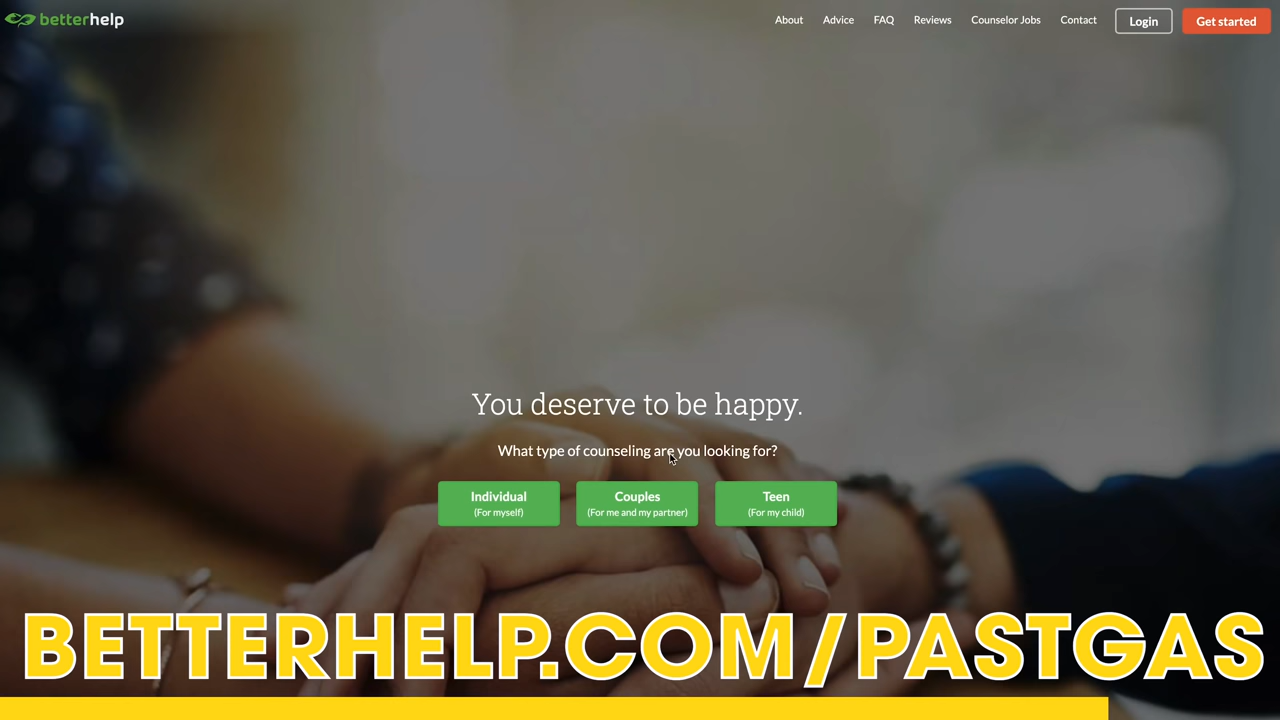 betterhelp
About Advice FAQ Reviews Counselor Jobs Contact Login Get started
You deserve to be happy.
What type of counseling are you looking for?
Individual Couples Teen
(For myself) (For me and my partner) (For my child)
BETTERHELP.COM/PASTGAS